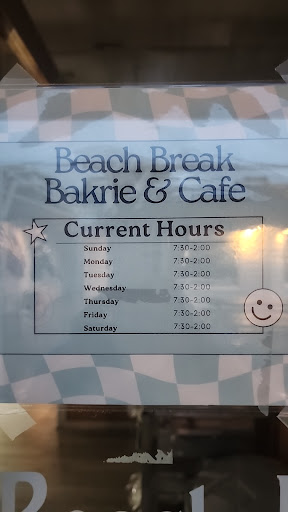 Beach Break
Bakrie & Cafe
Current Hours
Sunday 7:30-2:00
Monday 7:30-2:00
Tuesday 7:30-2:00
Wednesday 7:30-2:00
Thursday 7:30-2:00
Friday 7:30-2:00
Saturday 7:30-2:00